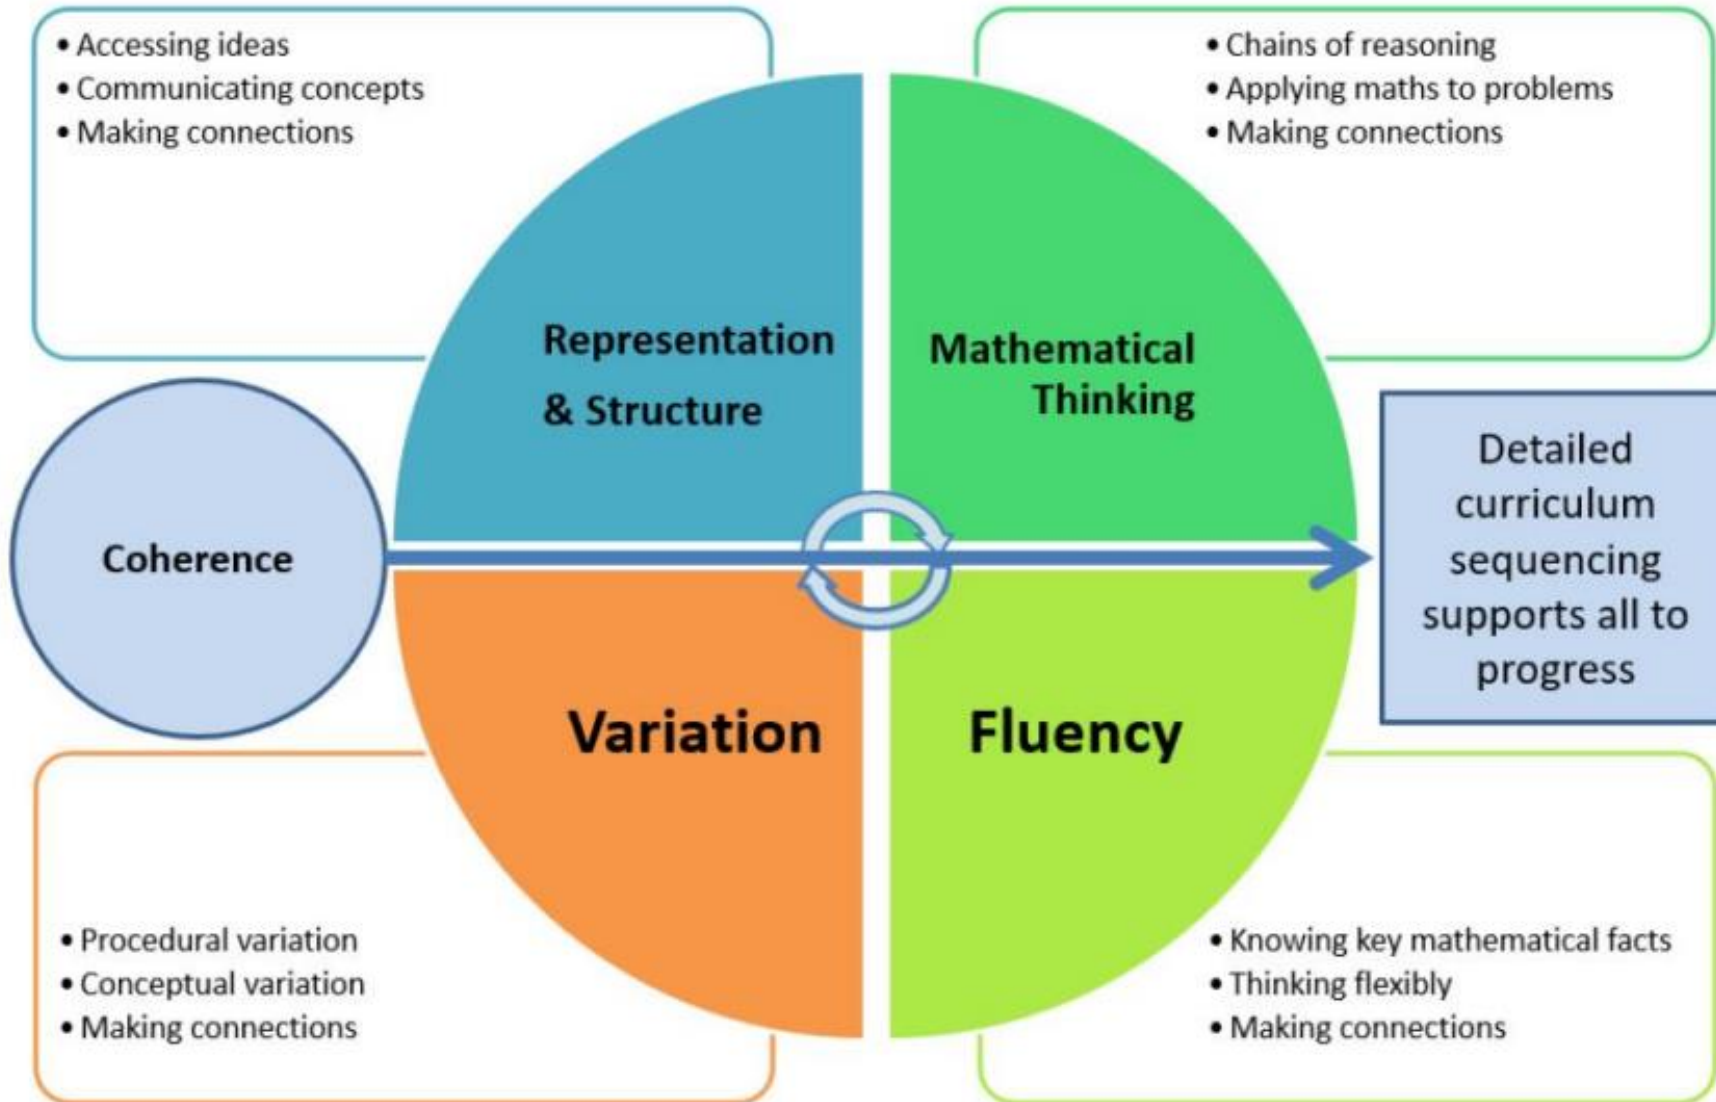 • Accessing ideas
• Communicating concepts
• Making connections
• Chains of reasoning
• Applying maths to problems
• Making connections
Representation
& Structure
Mathematical
Thinking
Coherence
Detailed
curriculum
sequencing
supports all to
progress
Variation
Fluency
• Procedural variation
• Conceptual variation
• Making connections
• Knowing key mathematical facts
• Thinking flexibly
• Making connections